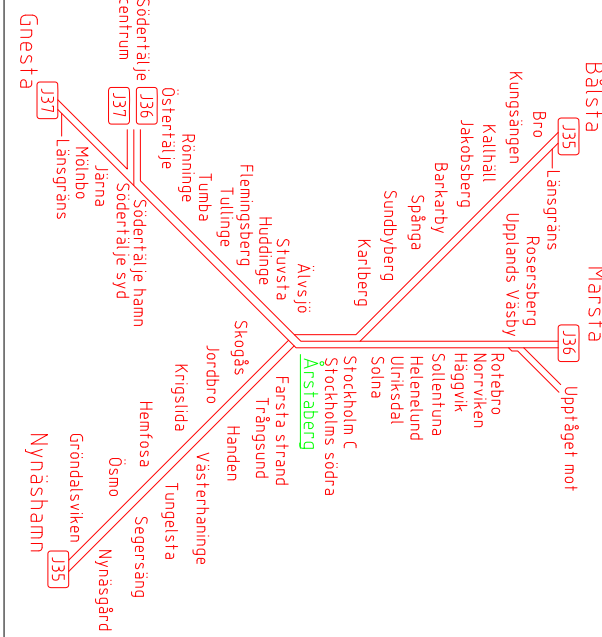 Bålsta
J35
Länsgräns
Bro
Kungsängen
Kallhäll
Jakobsberg
Barkarby
Spånga
Sundbyberg
Karlberg
Märsta
J36
Upptåget mot
Rosersberg
Upplands Väsby
Rotebro
Norrviken
Häggvik
Sollentuna
Helenelund
Ulriksdal
Solna
Stockholm C
Stockholms södra
Årstaberg
Älvsjö
Stuvsta
Huddinge
Flemingsberg
Tullinge
Tumba
Rönninge
Östertälje
Södertälje
centrum
J36
J37
Södertälje hamn
Södertälje syd
Järna
Mölnbo
Länsgräns
J37
Gnesta
Farsta strand
Trångsund
Skogås
Handen
Jordbro
Västerhaninge
Krigslida
Tungelsta
Hemfosa
Segersäng
Ösmo
Nynäsgård
Gröndalsviken
Nynäshamn
J35